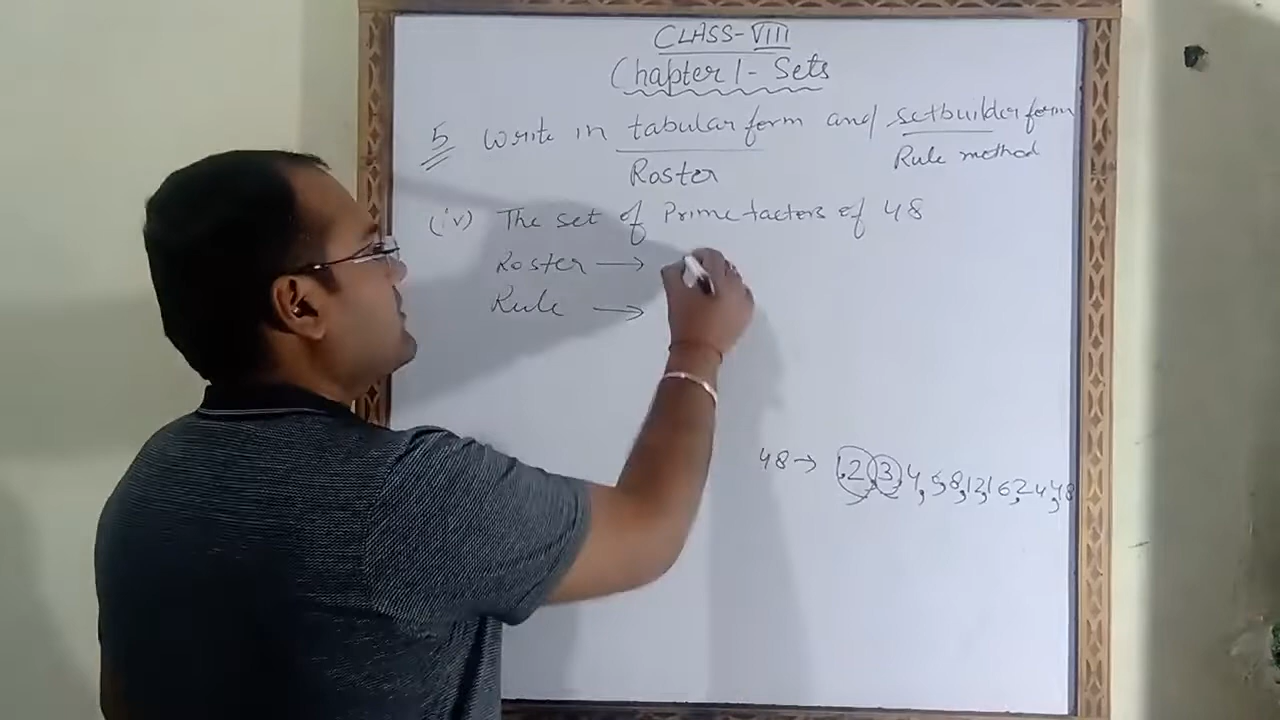 CLASS-VIII
Chapter 1- Sets
5 Write in tabular form and setbuilder form
Roster
Rule method
(iv) The set of Prime factors of 48
Roster →
Rule →
48 → 1,2,3,4,6,8,12,16,24,48